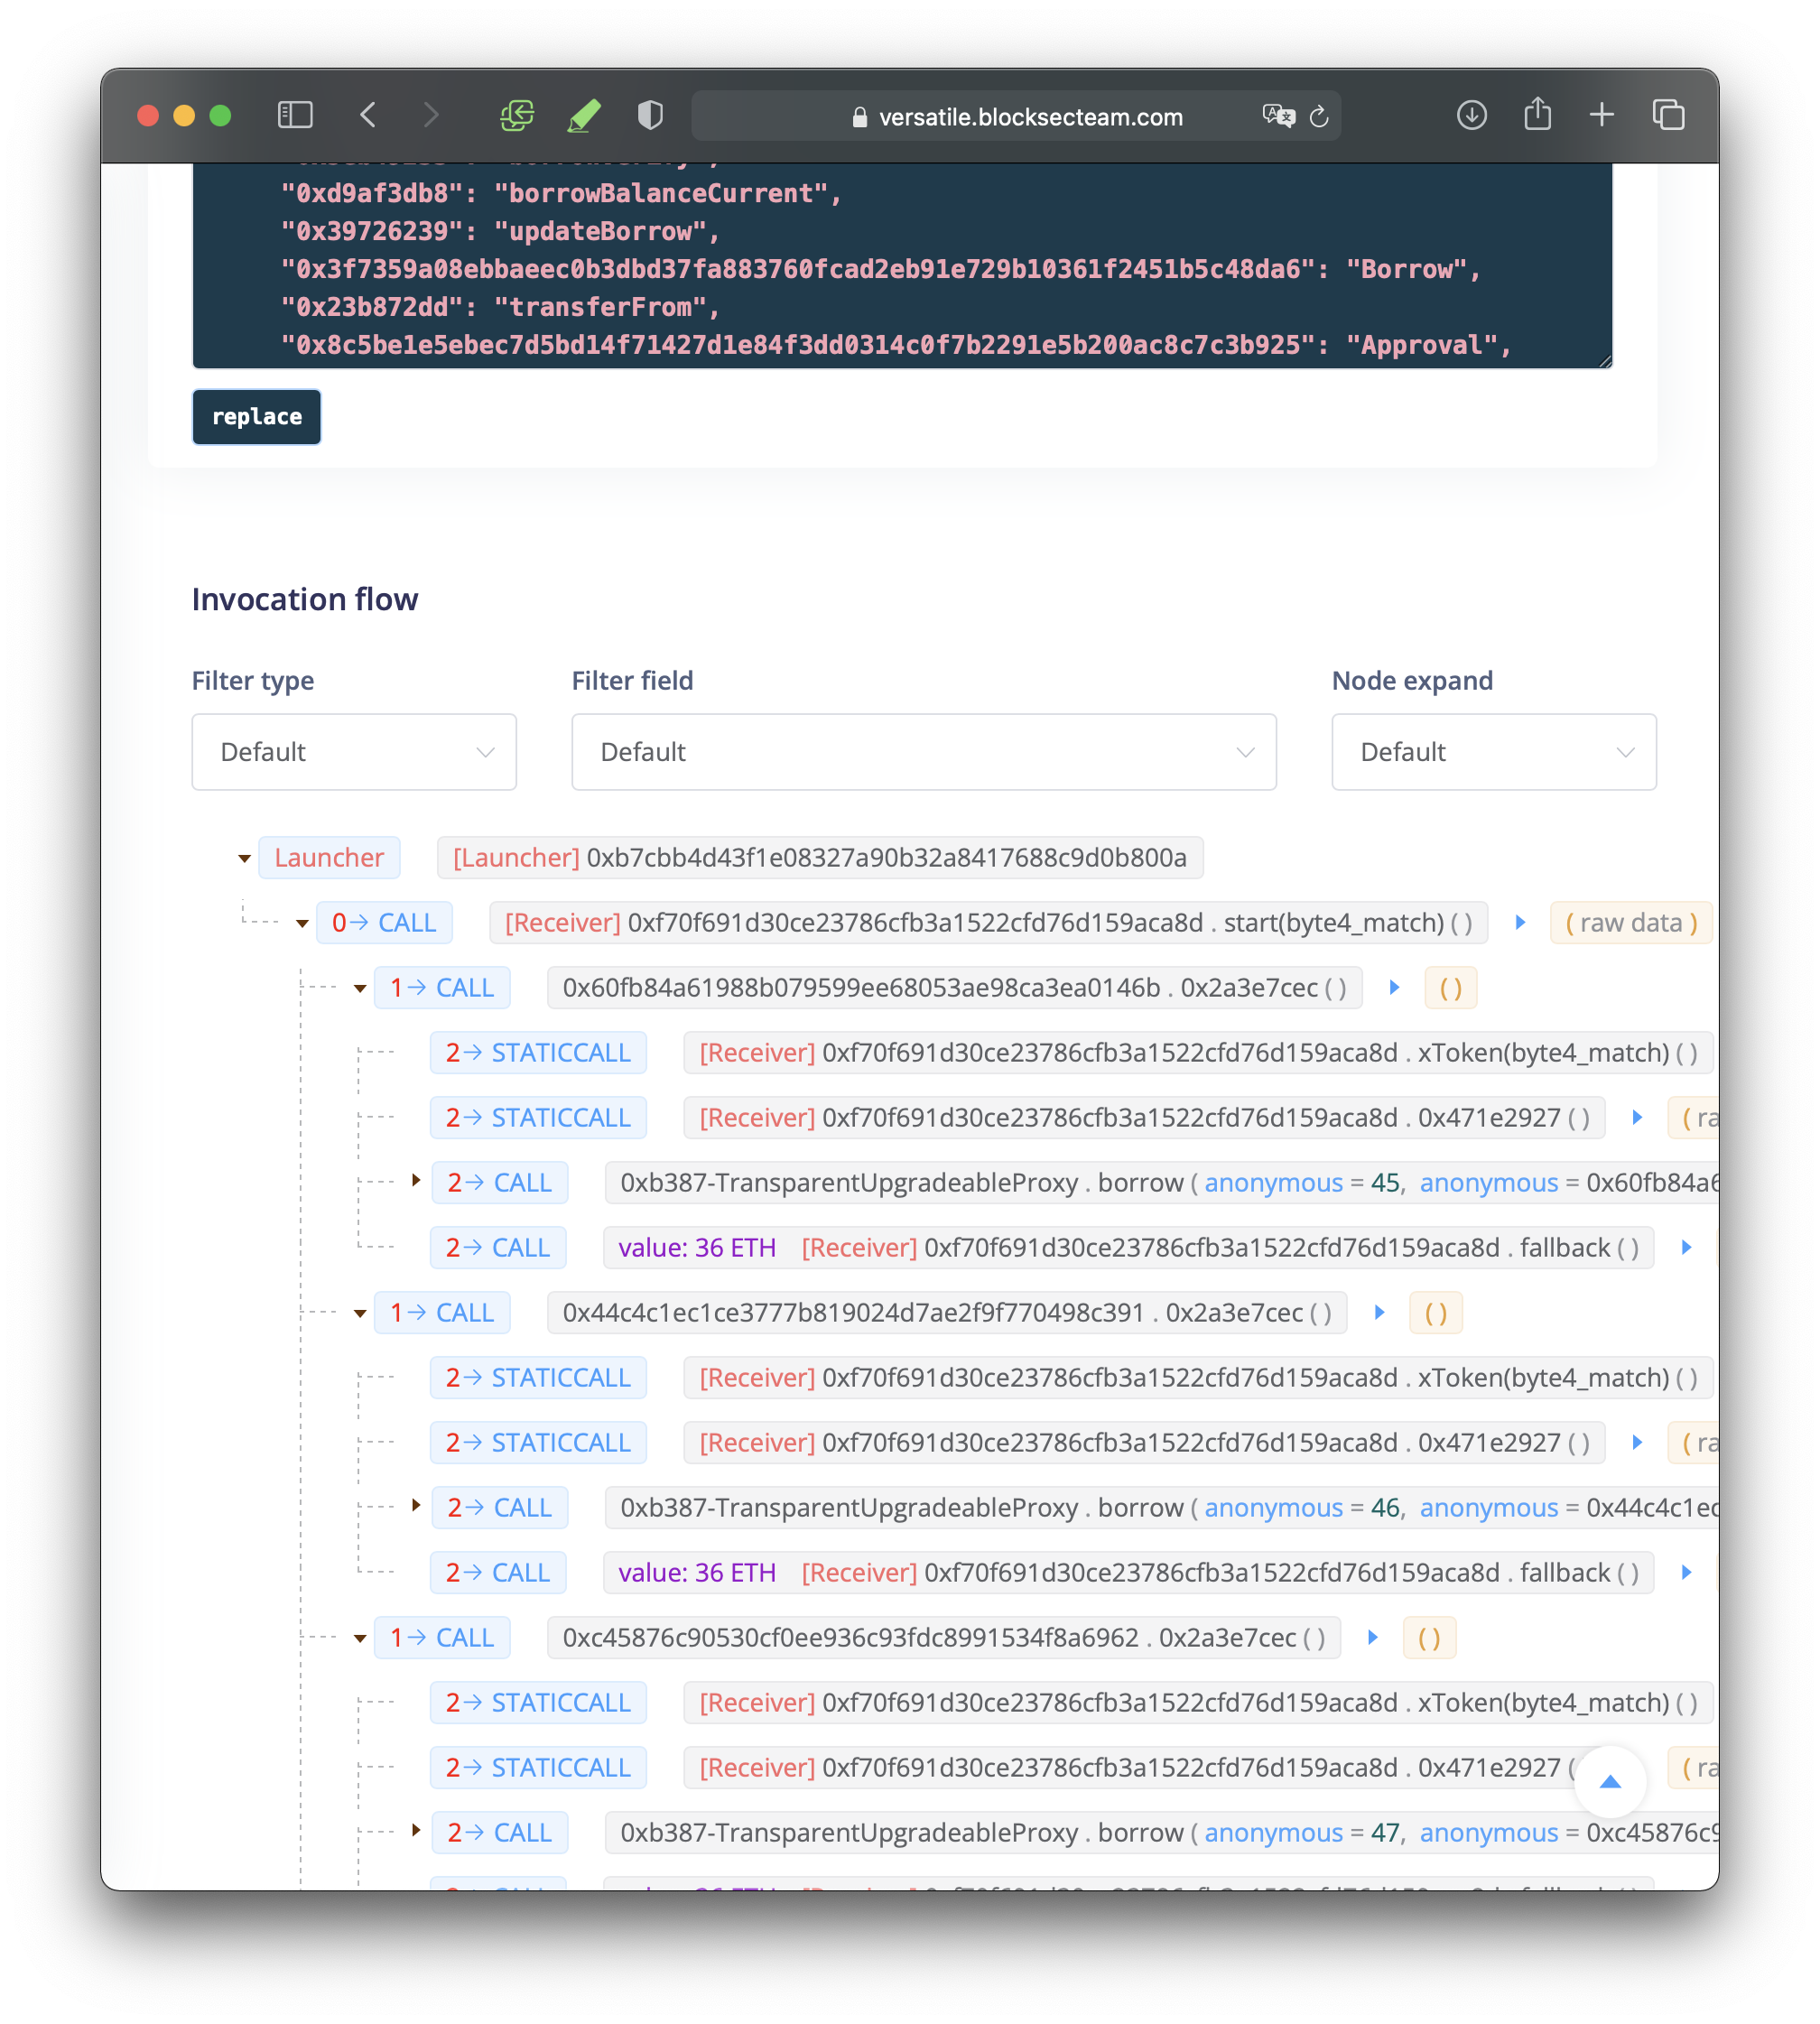 versatile.blocksecteam.com
"0xd9af3db8": "borrowBalanceCurrent",
"0x39726239": "updateBorrow",
"0x3f7359a08ebbaeec0b3dbd37fa883760fcad2eb91e729b10361f2451b5c48da6": "Borrow",
"0x23b872dd": "transferFrom",
"0x8c5be1e5ebec7d5bd14f71427d1e84f3dd0314c0f7b2291e5b200ac8c7c3b925": "Approval",
replace
Invocation flow
Filter type Filter field Node expand
Default Default Default
Launcher [Launcher] 0xb7cbb4d43f1e08327a90b32a8417688c9d0b800a
0→ CALL [Receiver] 0xf70f691d30ce23786cfb3a1522cfd76d159aca8d . start(byte4_match) ( ) ( raw data )
1→ CALL 0x60fb84a61988b079599ee68053ae98ca3ea0146b . 0x2a3e7cec ( ) ( )
2→ STATICCALL [Receiver] 0xf70f691d30ce23786cfb3a1522cfd76d159aca8d . xToken(byte4_match) ( )
2→ STATICCALL [Receiver] 0xf70f691d30ce23786cfb3a1522cfd76d159aca8d . 0x471e2927 ( ) ( ra
2→ CALL 0xb387-TransparentUpgradeableProxy . borrow ( anonymous = 45, anonymous = 0x60fb84a6
2→ CALL value: 36 ETH [Receiver] 0xf70f691d30ce23786cfb3a1522cfd76d159aca8d . fallback ( )
1→ CALL 0x44c4c1ec1ce3777b819024d7ae2f9f770498c391 . 0x2a3e7cec ( ) ( )
2→ STATICCALL [Receiver] 0xf70f691d30ce23786cfb3a1522cfd76d159aca8d . xToken(byte4_match) ( )
2→ STATICCALL [Receiver] 0xf70f691d30ce23786cfb3a1522cfd76d159aca8d . 0x471e2927 ( ) ( ra
2→ CALL 0xb387-TransparentUpgradeableProxy . borrow ( anonymous = 46, anonymous = 0x44c4c1ec
2→ CALL value: 36 ETH [Receiver] 0xf70f691d30ce23786cfb3a1522cfd76d159aca8d . fallback ( )
1→ CALL 0xc45876c90530cf0ee936c93fdc8991534f8a6962 . 0x2a3e7cec ( ) ( )
2→ STATICCALL [Receiver] 0xf70f691d30ce23786cfb3a1522cfd76d159aca8d . xToken(byte4_match) ( )
2→ STATICCALL [Receiver] 0xf70f691d30ce23786cfb3a1522cfd76d159aca8d . 0x471e2927 ( ( ra
2→ CALL 0xb387-TransparentUpgradeableProxy . borrow ( anonymous = 47, anonymous = 0xc45876c9